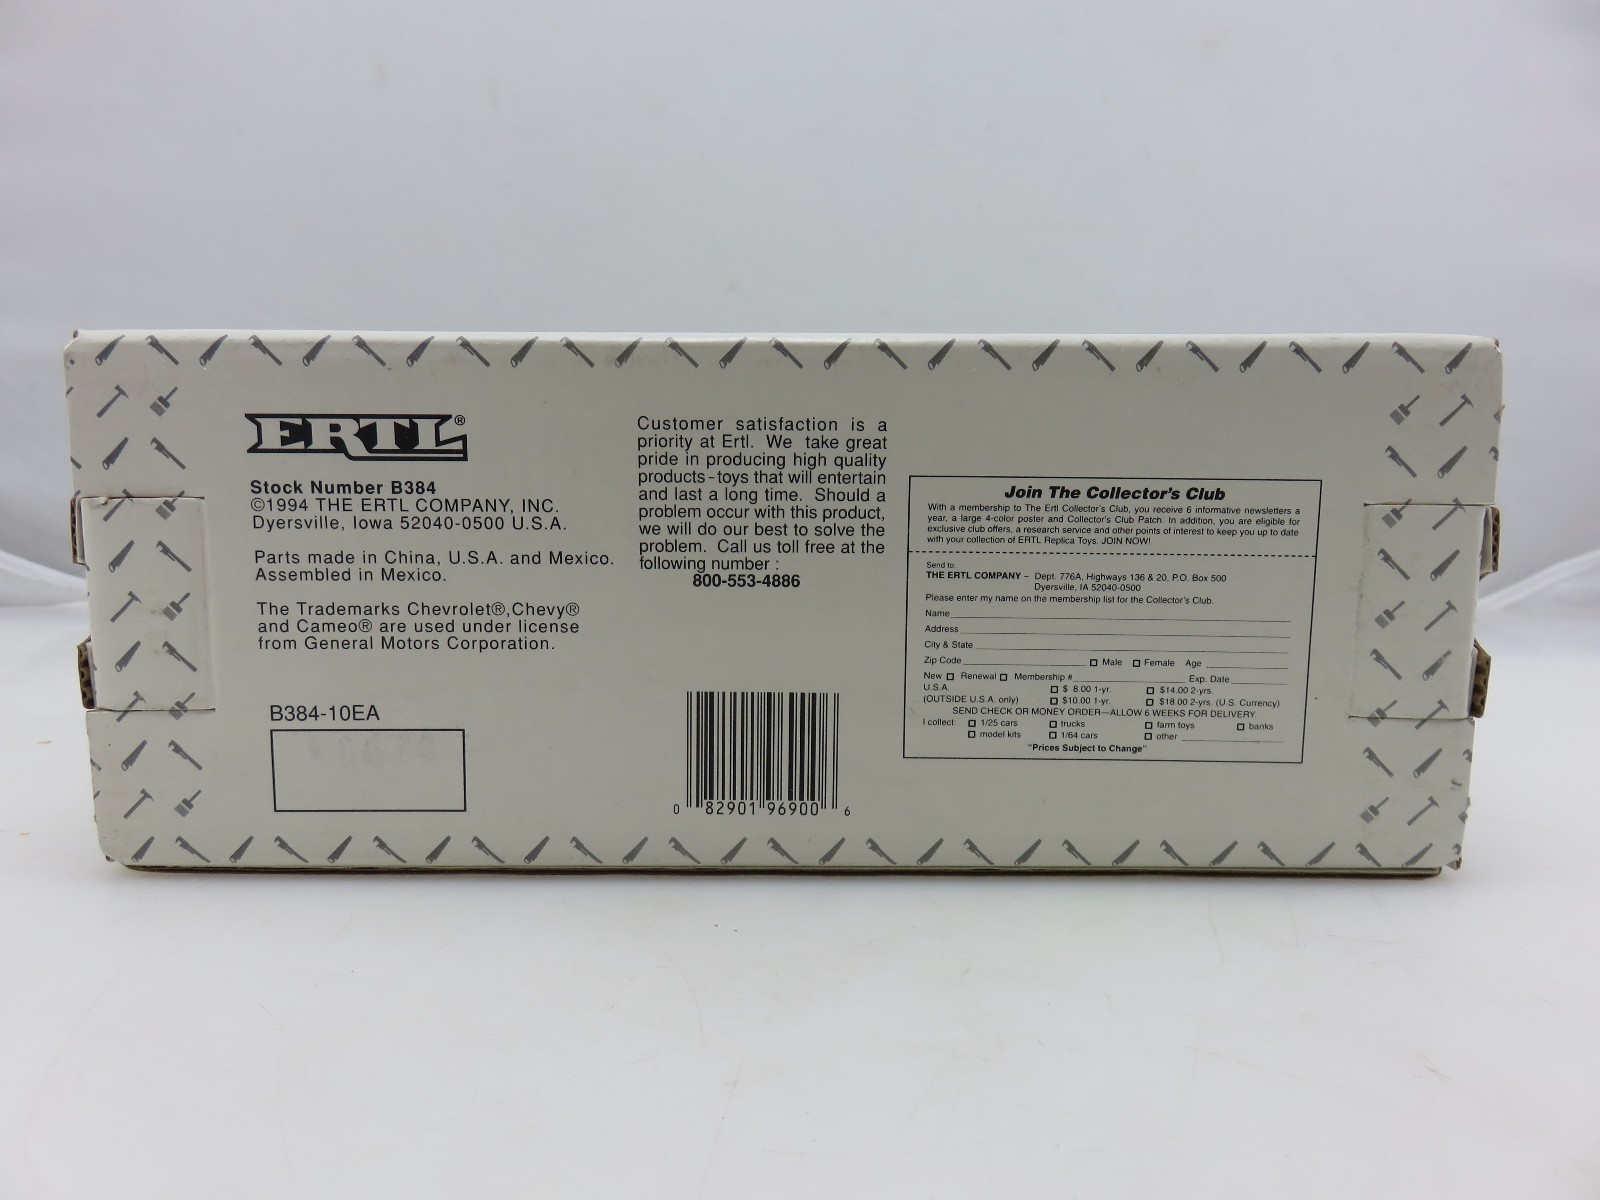 ERTL®
Stock Number B384
©1994 THE ERTL COMPANY, INC.
Dyersville, Iowa 52040-0500 U.S.A.
Parts made in China, U.S.A. and Mexico.
Assembled in Mexico.
The Trademarks Chevrolet®,Chevy®
and Cameo® are used under license
from General Motors Corporation.
B384-10EA
Customer satisfaction is a
priority at Ertl. We take great
pride in producing high quality
products-toys that will entertain
and last a long time. Should a
problem occur with this product,
we will do our best to solve the
problem. Call us toll free at the
following number :
800-553-4886
0 82901 96900 6
Join The Collector's Club
With a membership to The Ertl Collector's Club, you receive 6 informative newsletters a
year, a large 4-color poster and Collector's Club Patch. In addition, you are eligible for
exclusive club offers, a research service and other points of interest to keep you up to date
with your collection of ERTL Replica Toys. JOIN NOW!
Send to:
THE ERTL COMPANY – Dept. 776A, Highways 136 & 20, P.O. Box 500
Dyersville, IA 52040-0500
Please enter my name on the membership list for the Collector's Club.
Name
Address
City & State
Zip Code Male Female Age
New Renewal Membership # Exp. Date
U.S.A. $ 8.00 1-yr. $14.00 2-yrs.
(OUTSIDE U.S.A. only) $10.00 1-yr. $18.00 2-yrs. (U.S. Currency)
SEND CHECK OR MONEY ORDER—ALLOW 6 WEEKS FOR DELIVERY
I collect: 1/25 cars trucks farm toys banks
model kits 1/64 cars other
"Prices Subject to Change"